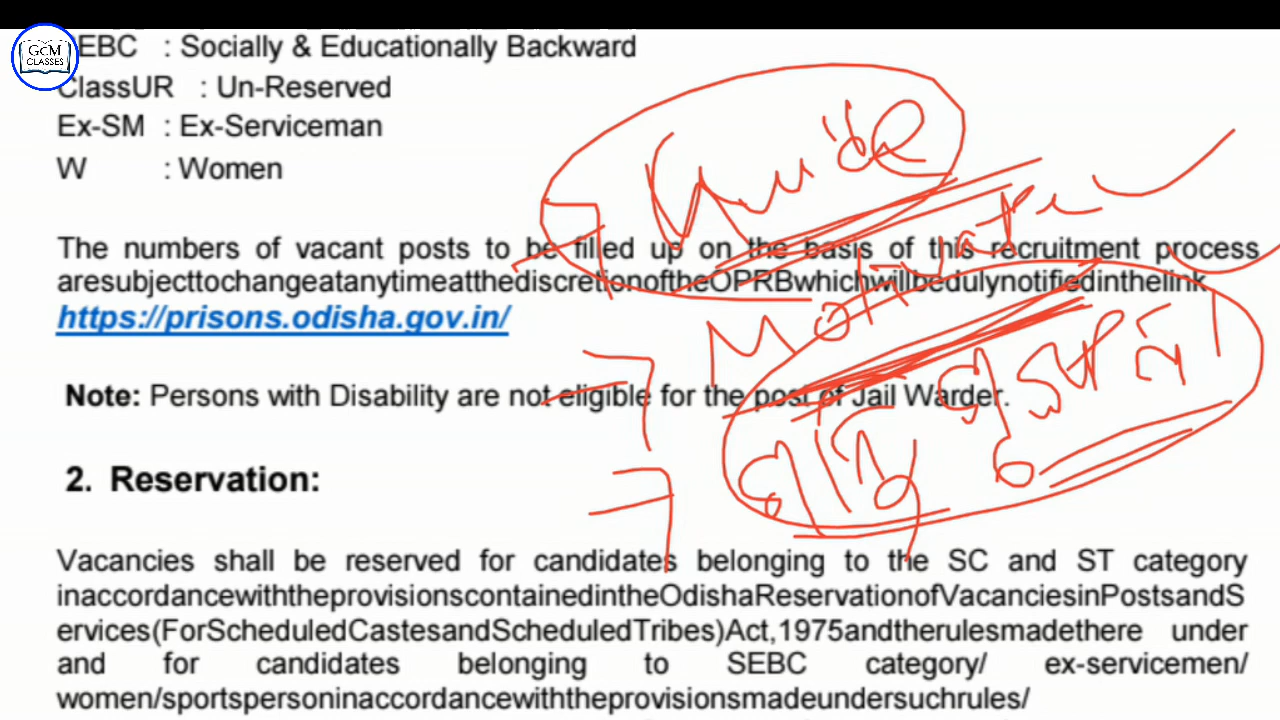 GCM
CLASSES
EBC : Socially & Educationally Backward
ClassUR : Un-Reserved
Ex-SM : Ex-Serviceman
W : Women
Guide
The numbers of vacant posts to be filled up on the basis of this recruitment process
aresubjecttochangeatanytimeatthediscretionoftheOPRBwhichwillbedulynotifiedinthelink
https://prisons.odisha.gov.in/
Note: Persons with Disability are not eligible for the post of Jail Warder.
2. Reservation:
Vacancies shall be reserved for candidates belonging to the SC and ST category
inaccordancewiththeprovisionscontainedintheOdishaReservationofVacanciesinPostsandS
ervices(ForScheduledCastesandScheduledTribes)Act,1975andtherulesmadethere under
and for candidates belonging to SEBC category/ ex-servicemen/
women/sportspersoninaccordancewiththeprovisionsmadeundersuchrules/